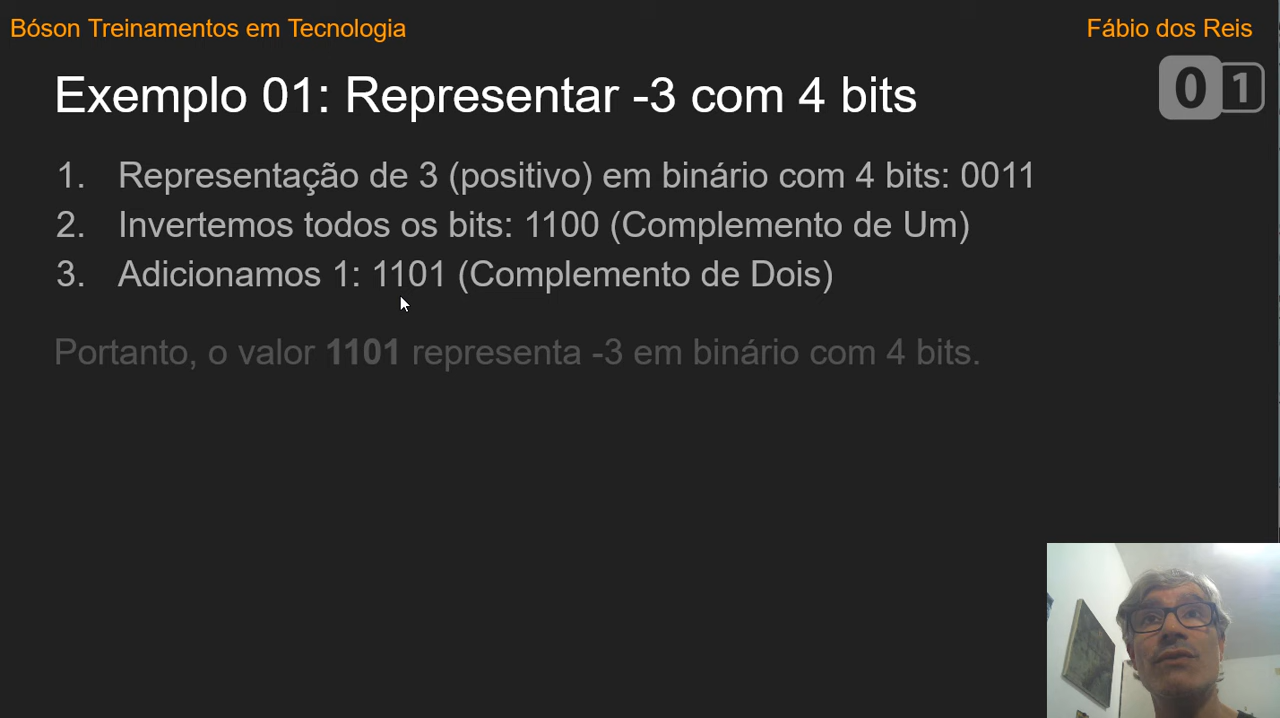 Bóson Treinamentos em Tecnologia
Fábio dos Reis
Exemplo 01: Representar -3 com 4 bits
01
1. Representação de 3 (positivo) em binário com 4 bits: 0011
2. Invertemos todos os bits: 1100 (Complemento de Um)
3. Adicionamos 1: 1101 (Complemento de Dois)
Portanto, o valor 1101 representa -3 em binário com 4 bits.